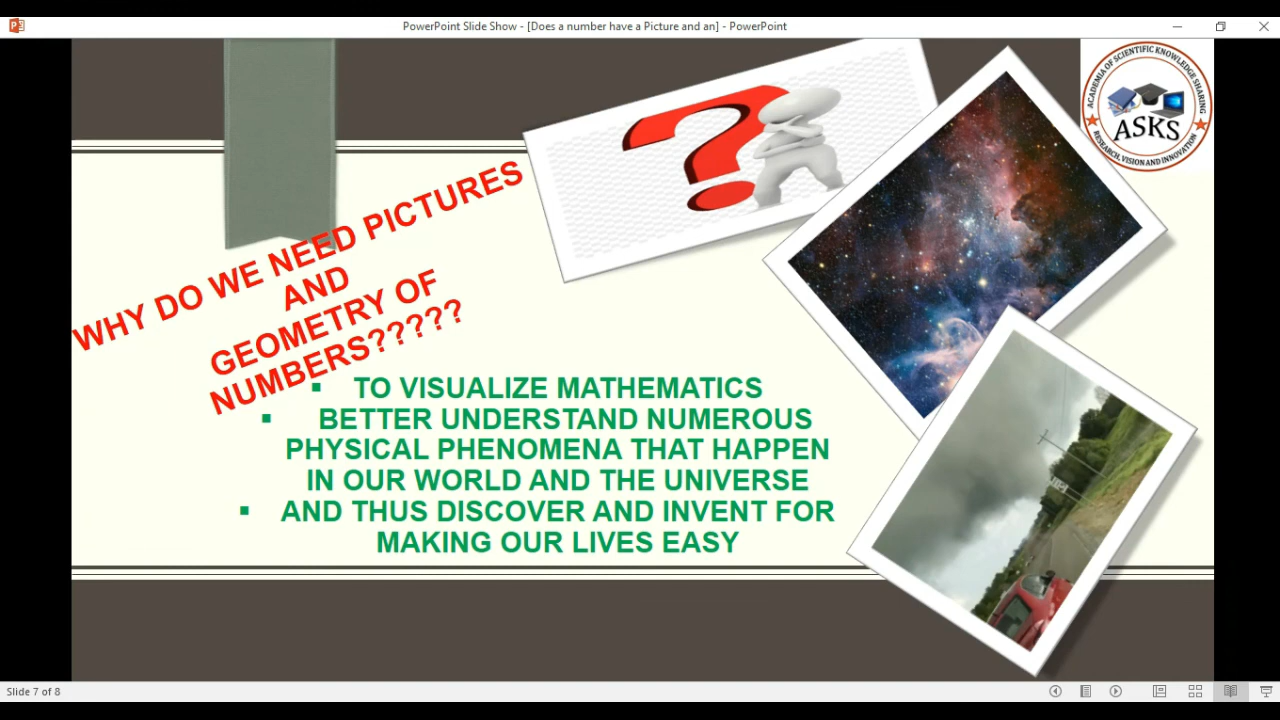 PowerPoint Slide Show - [Does a number have a Picture and an] - PowerPoint
ACADEMIA OF SCIENTIFIC KNOWLEDGE SHARING
ASKS
RESEARCH, VISION AND INNOVATION
WHY DO WE NEED PICTURES
AND
GEOMETRY OF
NUMBERS?????
▪ TO VISUALIZE MATHEMATICS
▪ BETTER UNDERSTAND NUMEROUS
PHYSICAL PHENOMENA THAT HAPPEN
IN OUR WORLD AND THE UNIVERSE
▪ AND THUS DISCOVER AND INVENT FOR
MAKING OUR LIVES EASY
Slide 7 of 8